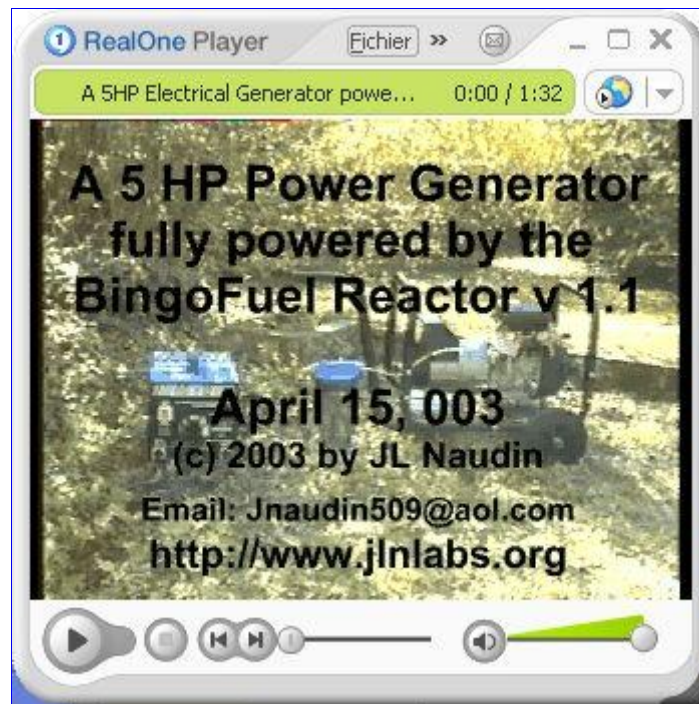 RealOne Player Fichier »
A 5HP Electrical Generator powe... 0:00 / 1:32
A 5 HP Power Generator
fully powered by the
BingoFuel Reactor v 1.1
April 15, 003
(c) 2003 by JL Naudin
Email: Jnaudin509@aol.com
http://www.jlnlabs.org